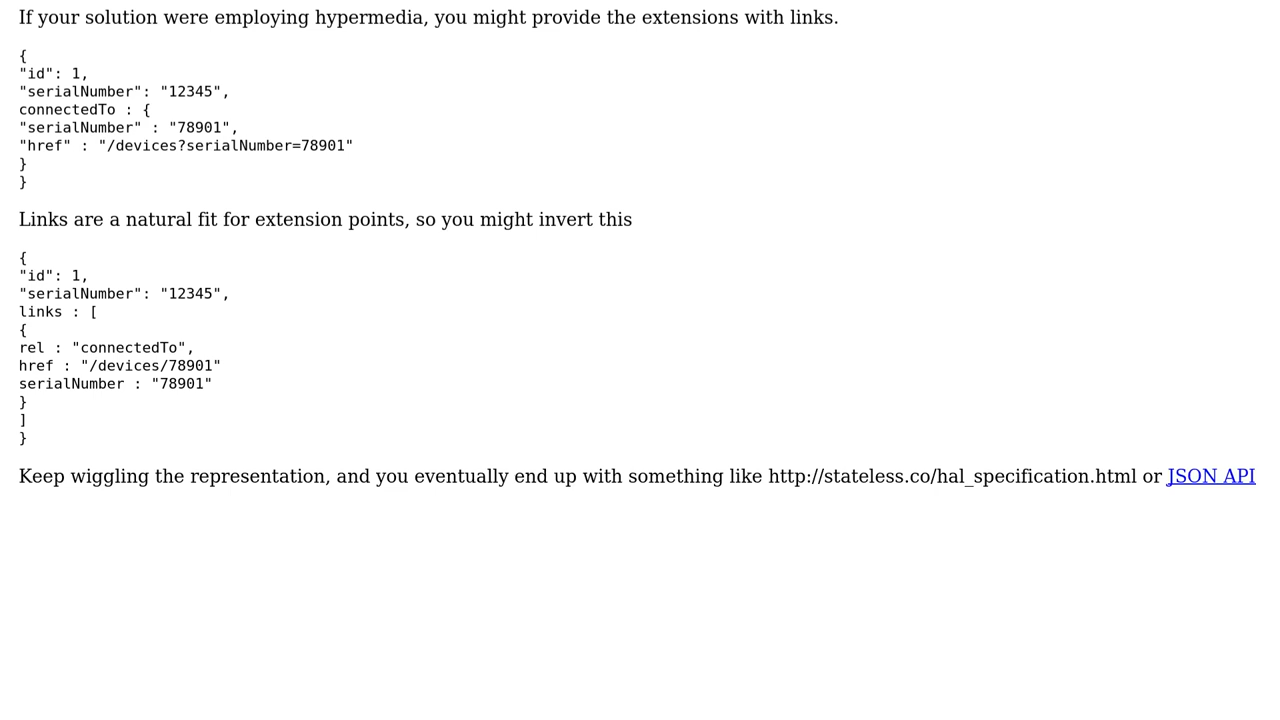 If your solution were employing hypermedia, you might provide the extensions with links.
{
"id": 1,
"serialNumber": "12345",
connectedTo : {
"serialNumber" : "78901",
"href" : "/devices?serialNumber=78901"
}
}
Links are a natural fit for extension points, so you might invert this
{
"id": 1,
"serialNumber": "12345",
links : [
{
rel : "connectedTo",
href : "/devices/78901"
serialNumber : "78901"
}
]
}
Keep wiggling the representation, and you eventually end up with something like http://stateless.co/hal_specification.html or JSON API